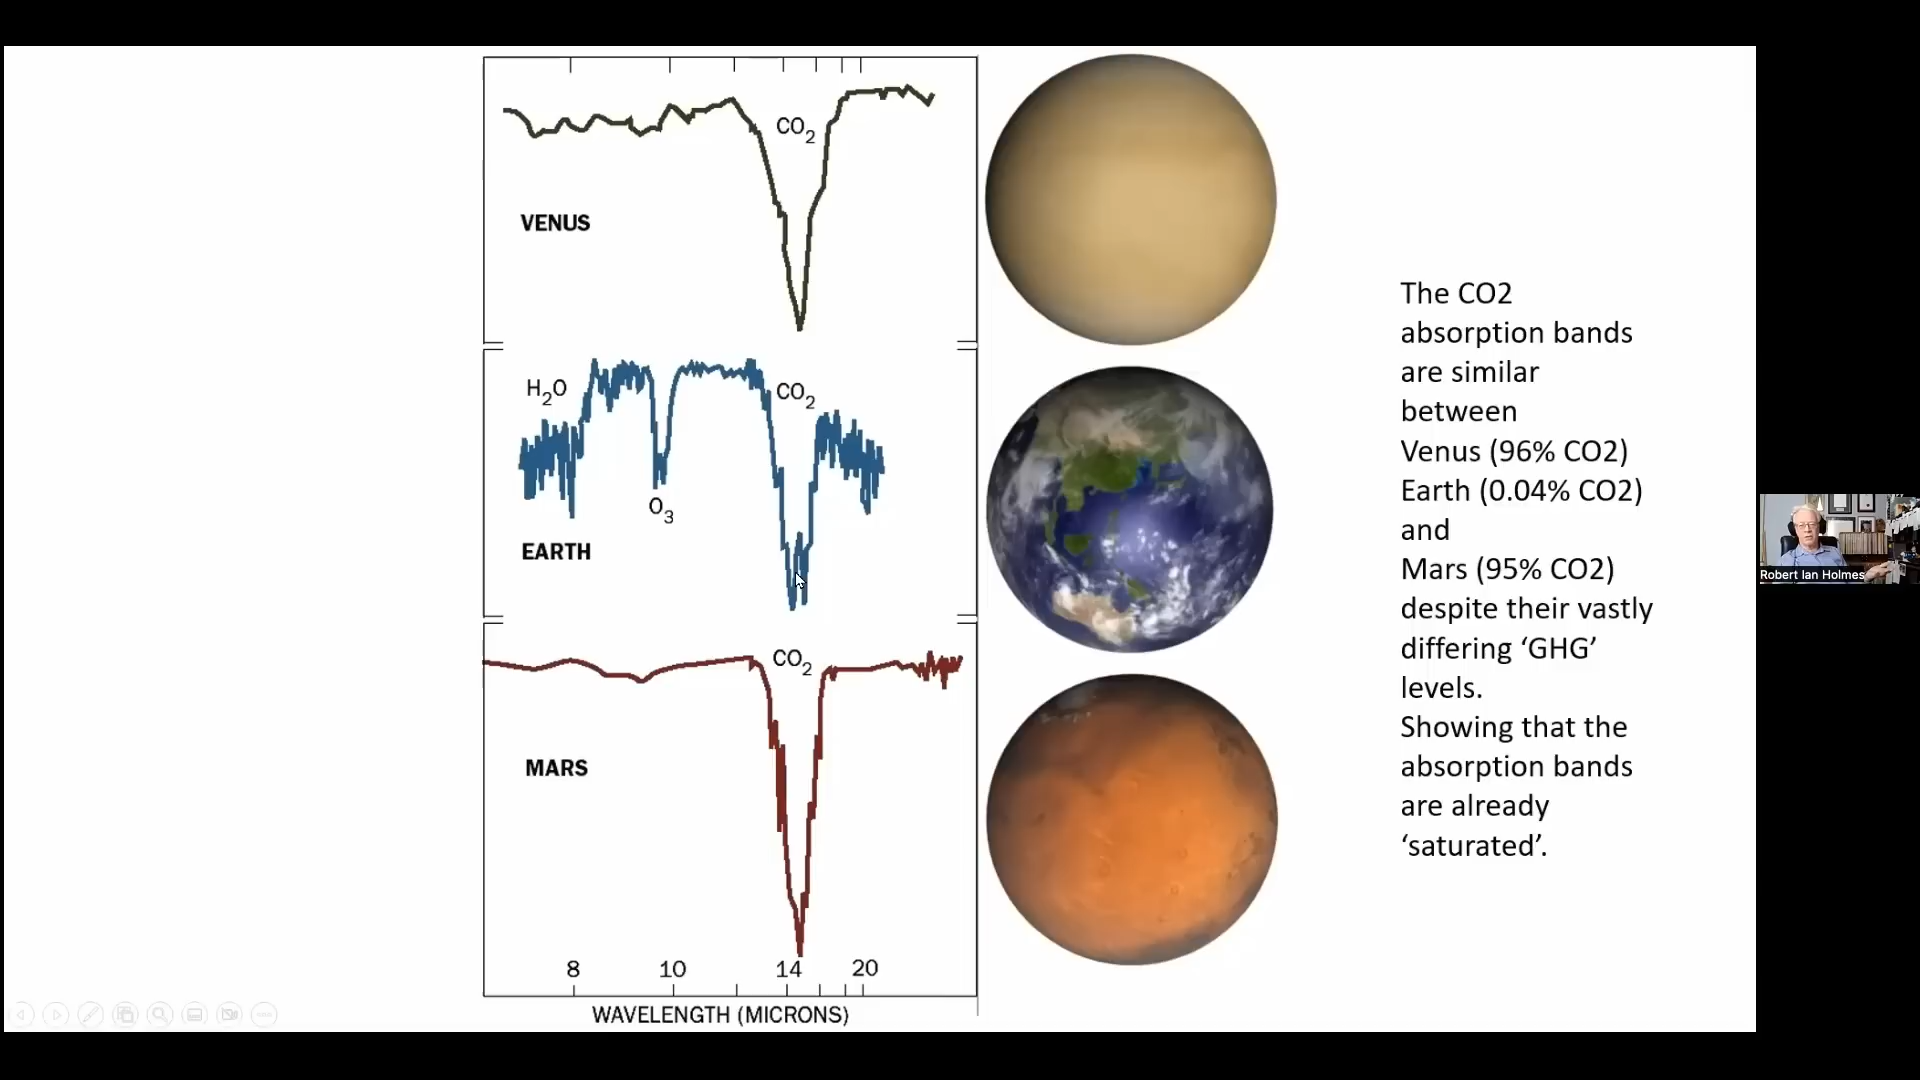 CO2
VENUS
H2O
CO2
O3
EARTH
CO2
MARS
8 10 14 20
WAVELENGTH (MICRONS)
The CO2
absorption bands
are similar
between
Venus (96% CO2)
Earth (0.04% CO2)
and
Mars (95% CO2)
despite their vastly
differing ‘GHG’
levels.
Showing that the
absorption bands
are already
‘saturated’.
Robert Ian Holmes